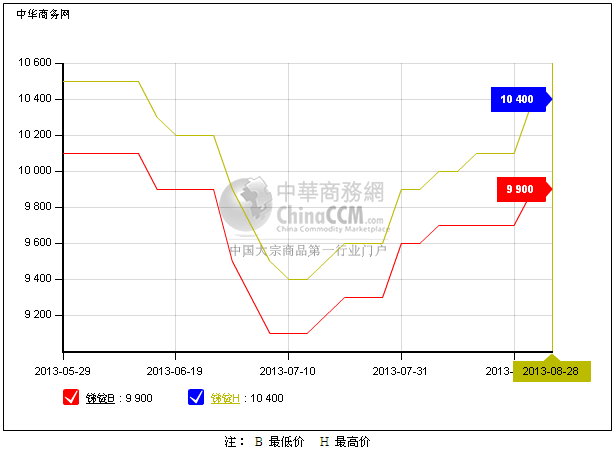 中华商务网
10 600
10 400
10 400
10 200
10 000
中華商務網
9 900
9 800
ChinaCCM.com
China Commodity Marketplace
9 600
中国大宗商品第一行业门户
9 400
9 200
2013-05-29 2013-06-19 2013-07-10 2013-07-31 2013- 2013-08-28
锑锭B : 9 900 锑锭H : 10 400
注： B 最低价 H 最高价